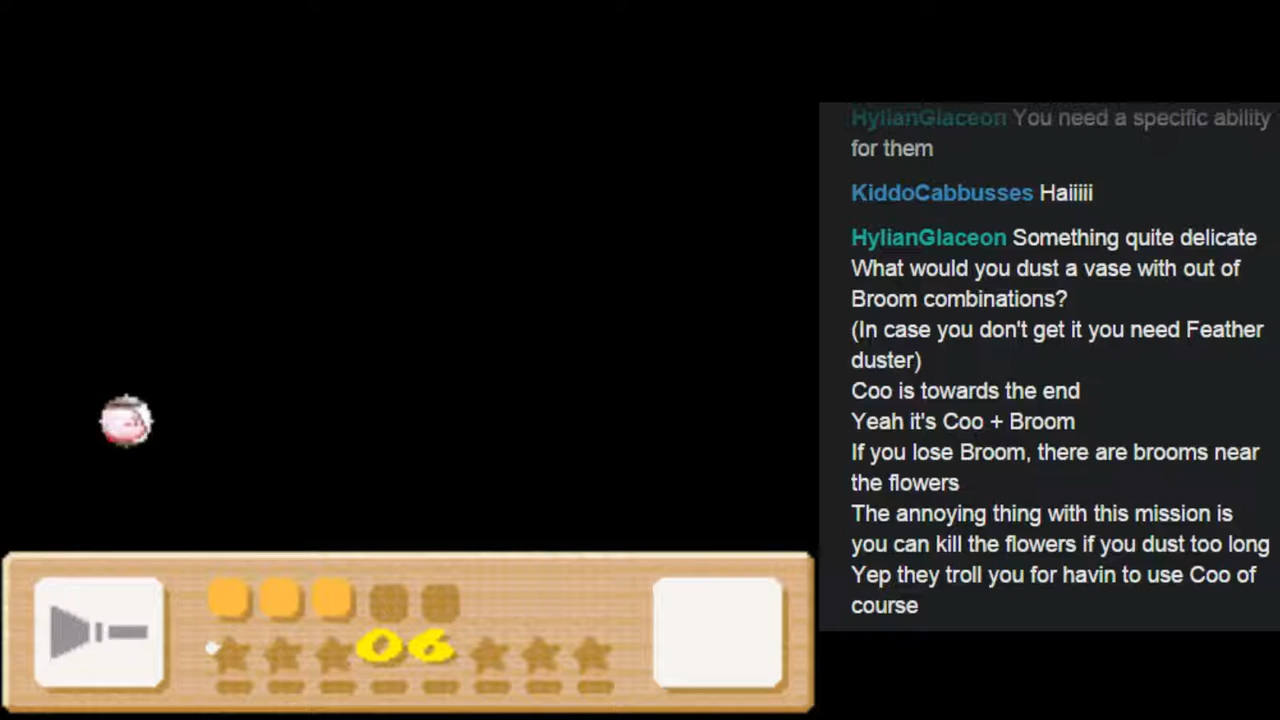 HylianGlaceon You need a specific ability
for them
KiddoCabbusses Haiiiii
HylianGlaceon Something quite delicate
What would you dust a vase with out of
Broom combinations?
(In case you don't get it you need Feather
duster)
Coo is towards the end
Yeah it's Coo + Broom
If you lose Broom, there are brooms near
the flowers
The annoying thing with this mission is
you can kill the flowers if you dust too long
Yep they troll you for havin to use Coo of
course
06